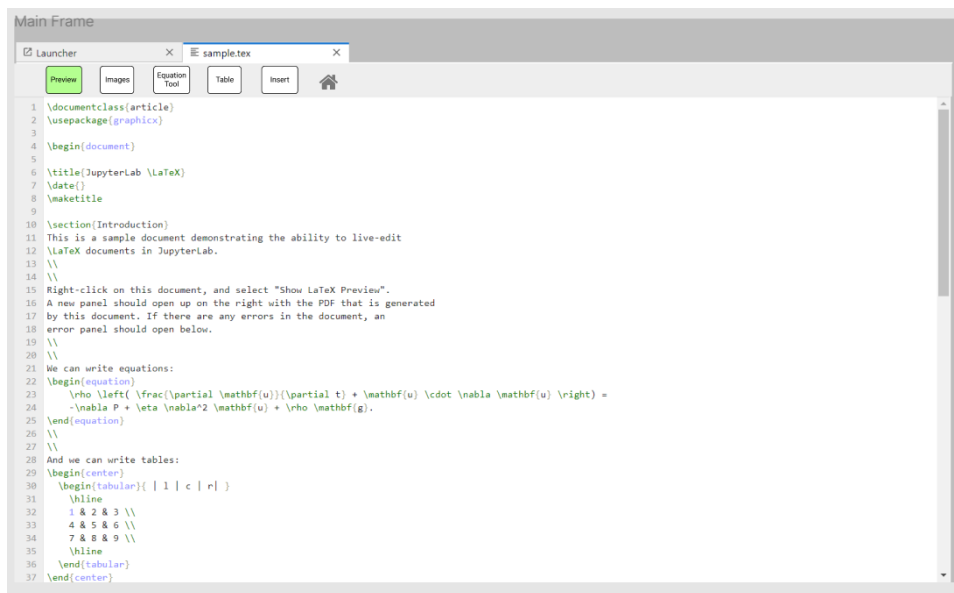 Main Frame
Launcher
sample.tex
Preview
Images
Equation
Tool
Table
Insert
1 \documentclass{article}
2 \usepackage{graphicx}
3
4 \begin{document}
5
6 \title{JupyterLab \LaTeX}
7 \date{}
8 \maketitle
9
10 \section{Introduction}
11 This is a sample document demonstrating the ability to live-edit
12 \LaTeX documents in JupyterLab.
13 \\
14 \\
15 Right-click on this document, and select "Show LaTeX Preview".
16 A new panel should open up on the right with the PDF that is generated
17 by this document. If there are any errors in the document, an
18 error panel should open below.
19 \\
20 \\
21 We can write equations:
22 \begin{equation}
23     \rho \left( \frac{\partial \mathbf{u}}{\partial t} + \mathbf{u} \cdot \nabla \mathbf{u} \right) =
24     -\nabla P + \eta \nabla^2 \mathbf{u} + \rho \mathbf{g}.
25 \end{equation}
26 \\
27 \\
28 And we can write tables:
29 \begin{center}
30   \begin{tabular}{ | l | c | r| }
31     \hline
32     1 & 2 & 3 \\
33     4 & 5 & 6 \\
34     7 & 8 & 9 \\
35     \hline
36   \end{tabular}
37 \end{center}